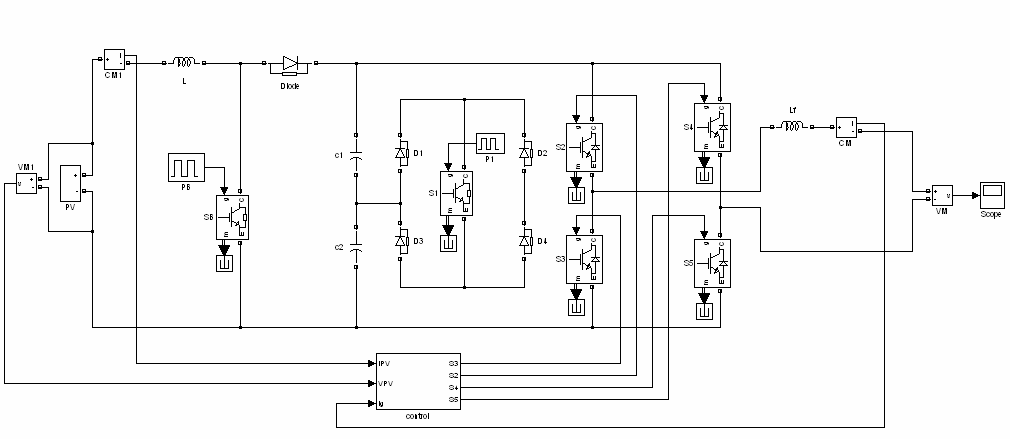 CM1
L
Diode
Lf
CM
VM1
PV
PB
SB
c1
c2
D1
D3
S1
P1
D2
D4
S2
S3
S4
S5
VM
Scope
IPV
VPV
Ig
S3
S2
S4
S5
control